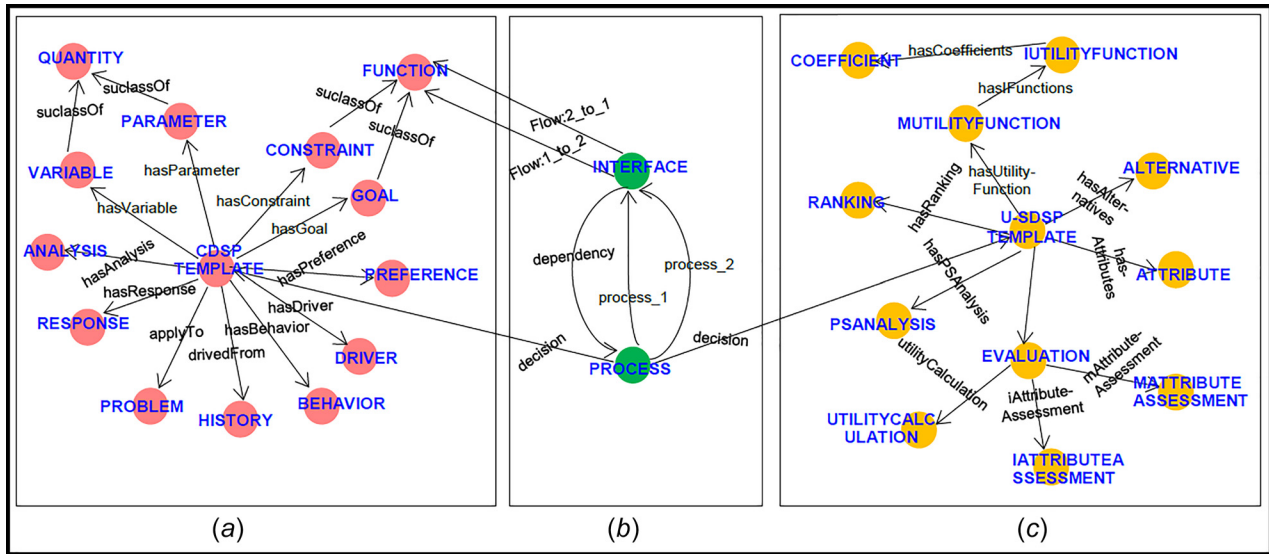 QUANTITY
FUNCTION
suclassOf
suclassOf
suclassOf
suclassOf
PARAMETER
CONSTRAINT
VARIABLE
hasParameter
GOAL
hasVariable
hasConstraint
hasGoal
ANALYSIS
hasAnalysis
CDSP
TEMPLATE
hasPreference
PREFERENCE
hasResponse
RESPONSE
applyTo
hasBehavior
hasDriver
drivedFrom
DRIVER
PROBLEM
HISTORY
BEHAVIOR
(a)
Flow:2_to_1
Flow:1_to_2
INTERFACE
dependency
process_2
process_1
decision
PROCESS
decision
(b)
COEFFICIENT
hasCoefficients
IUTILITYFUNCTION
hasIFunctions
MUTILITYFUNCTION
hasUtility-
Function
ALTERNATIVE
hasAlter-
natives
RANKING
hasRanking
U-SDSP
TEMPLATE
has-
Attributes
ATTRIBUTE
hasPSAnalysis
PSANALYSIS
EVALUATION
utilityCalculation
mAttribute-
Assessment
iAttribute-
Assessment
MATTRIBUTE
ASSESSMENT
UTILITYCALC
ULATION
IATTRIBUTEA
SSESSMENT
(c)